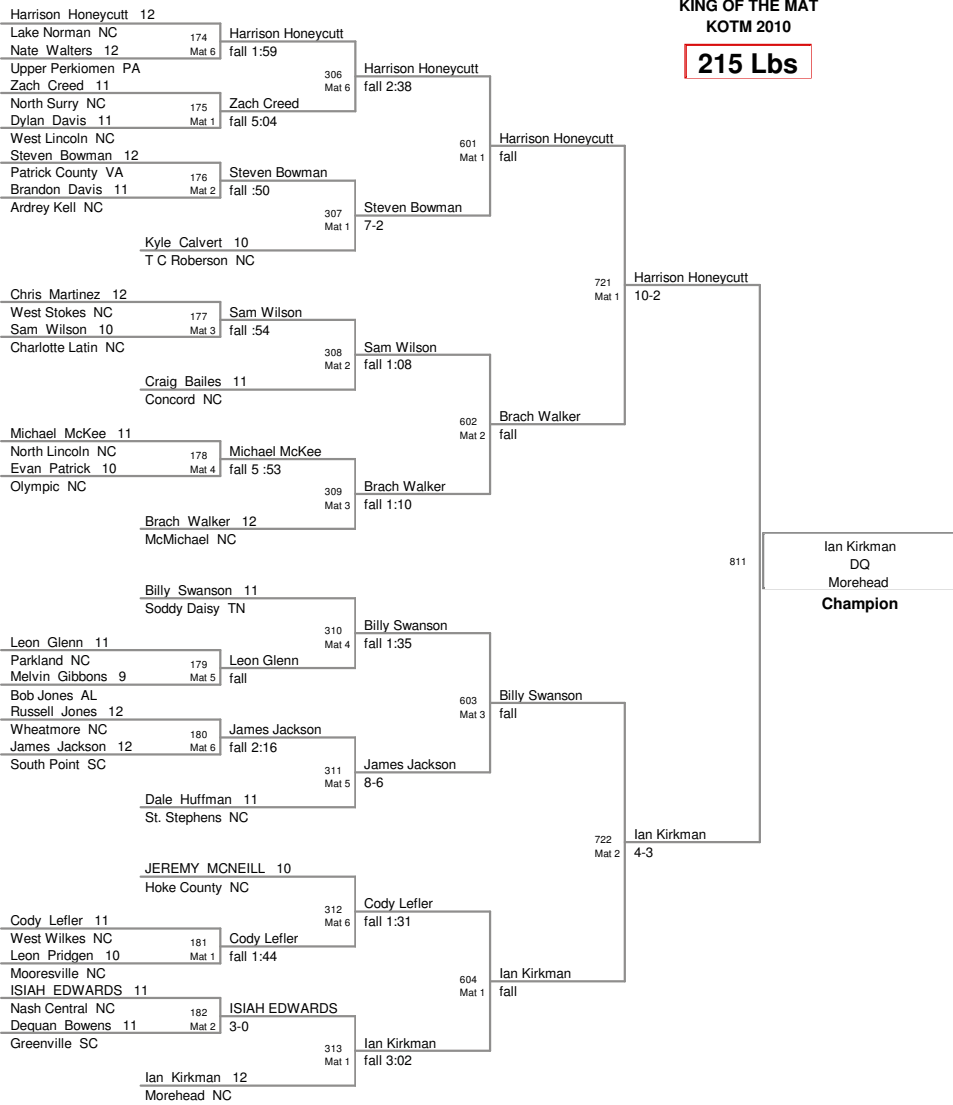 KING OF THE MAT
KOTM 2010
215 Lbs
Harrison Honeycutt 12
Lake Norman NC
Nate Walters 12
Upper Perkiomen PA
Zach Creed 11
North Surry NC
Dylan Davis 11
West Lincoln NC
Steven Bowman 12
Patrick County VA
Brandon Davis 11
Ardrey Kell NC
Kyle Calvert 10
T C Roberson NC
Chris Martinez 12
West Stokes NC
Sam Wilson 10
Charlotte Latin NC
Craig Bailes 11
Concord NC
Michael McKee 11
North Lincoln NC
Evan Patrick 10
Olympic NC
Brach Walker 12
McMichael NC
Billy Swanson 11
Soddy Daisy TN
Leon Glenn 11
Parkland NC
Melvin Gibbons 9
Bob Jones AL
Russell Jones 12
Wheatmore NC
James Jackson 12
South Point SC
Dale Huffman 11
St. Stephens NC
JEREMY MCNEILL 10
Hoke County NC
Cody Lefler 11
West Wilkes NC
Leon Pridgen 10
Mooresville NC
ISIAH EDWARDS 11
Nash Central NC
Dequan Bowens 11
Greenville SC
Ian Kirkman 12
Morehead NC
174
Mat 6
Harrison Honeycutt
fall 1:59
175
Mat 1
Zach Creed
fall 5:04
176
Mat 2
Steven Bowman
fall :50
177
Mat 3
Sam Wilson
fall :54
178
Mat 4
Michael McKee
fall 5 :53
179
Mat 5
Leon Glenn
fall
180
Mat 6
James Jackson
fall 2:16
181
Mat 1
Cody Lefler
fall 1:44
182
Mat 2
ISIAH EDWARDS
3-0
306
Mat 6
Harrison Honeycutt
fall 2:38
307
Mat 1
Steven Bowman
7-2
308
Mat 2
Sam Wilson
fall 1:08
309
Mat 3
Brach Walker
fall 1:10
310
Mat 4
Billy Swanson
fall 1:35
311
Mat 5
James Jackson
8-6
312
Mat 6
Cody Lefler
fall 1:31
313
Mat 1
Ian Kirkman
fall 3:02
601
Mat 1
Harrison Honeycutt
fall
602
Mat 2
Brach Walker
fall
603
Mat 3
Billy Swanson
fall
604
Mat 1
Ian Kirkman
fall
721
Mat 1
Harrison Honeycutt
10-2
722
Mat 2
Ian Kirkman
4-3
811
Ian Kirkman
DQ
Morehead
Champion